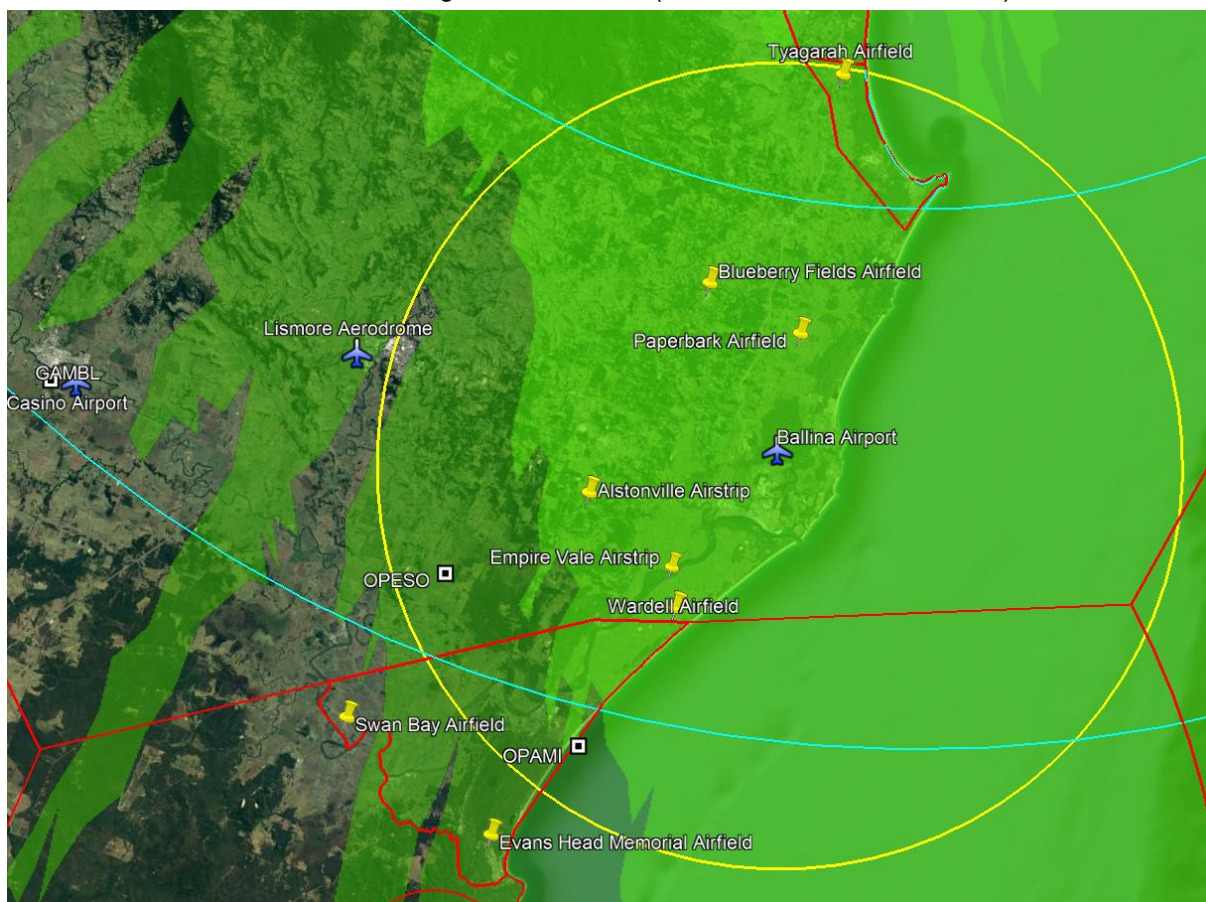 Tyagarah Airfield
Blueberry Fields Airfield
Lismore Aerodrome
Paperbark Airfield
GAMBL
Casino Airport
Ballina Airport
Alstonville Airstrip
Empire Vale Airstrip
OPESO
Wardell Airfield
Swan Bay Airfield
OPAMI
Evans Head Memorial Airfield